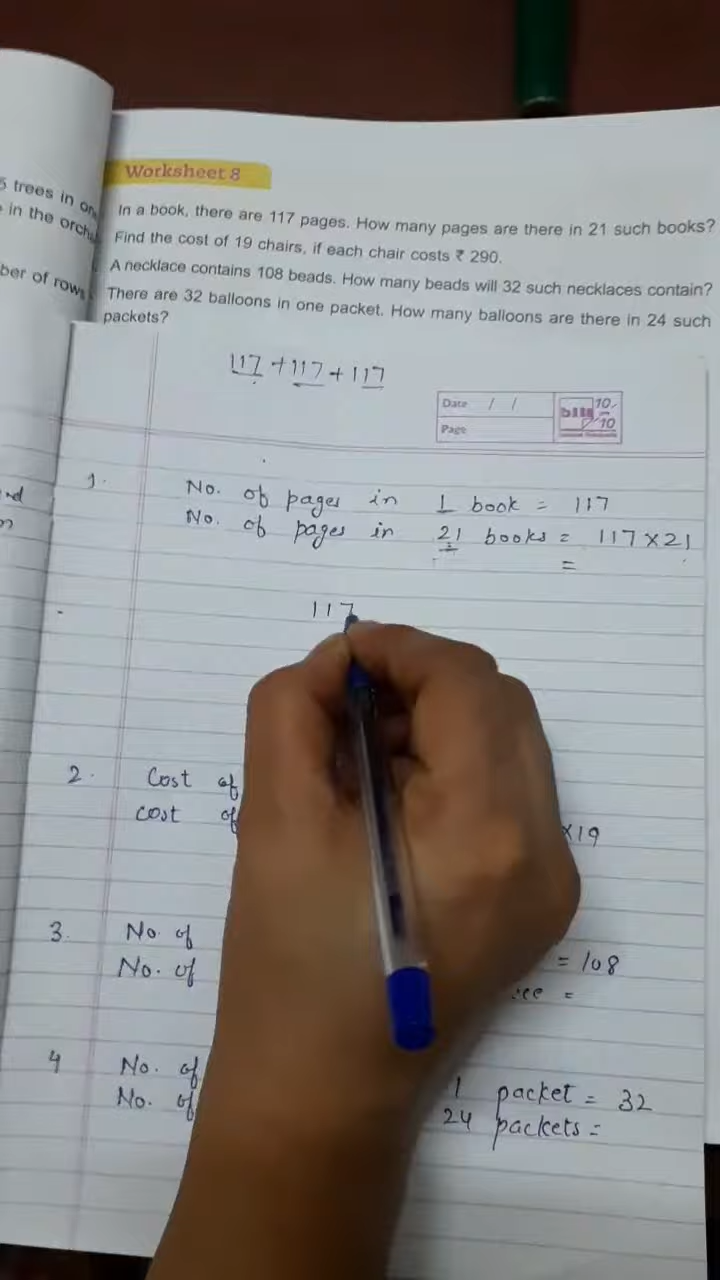 5 trees in on
in the orch
ber of rows
Worksheet 8
In a book, there are 117 pages. How many pages are there in 21 such books?
Find the cost of 19 chairs, if each chair costs ₹ 290.
A necklace contains 108 beads. How many beads will 32 such necklaces contain?
There are 32 balloons in one packet. How many balloons are there in 24 such
packets?
117 + 117 + 117
Date / /
Page
10
10
1. No. of pages in 1 book = 117
No. of pages in 21 books = 117 × 21
=
117
2. Cost of
Cost of ×19
3. No. of = 108
No. of =
4 No. of 1 packet = 32
No. of 24 packets =